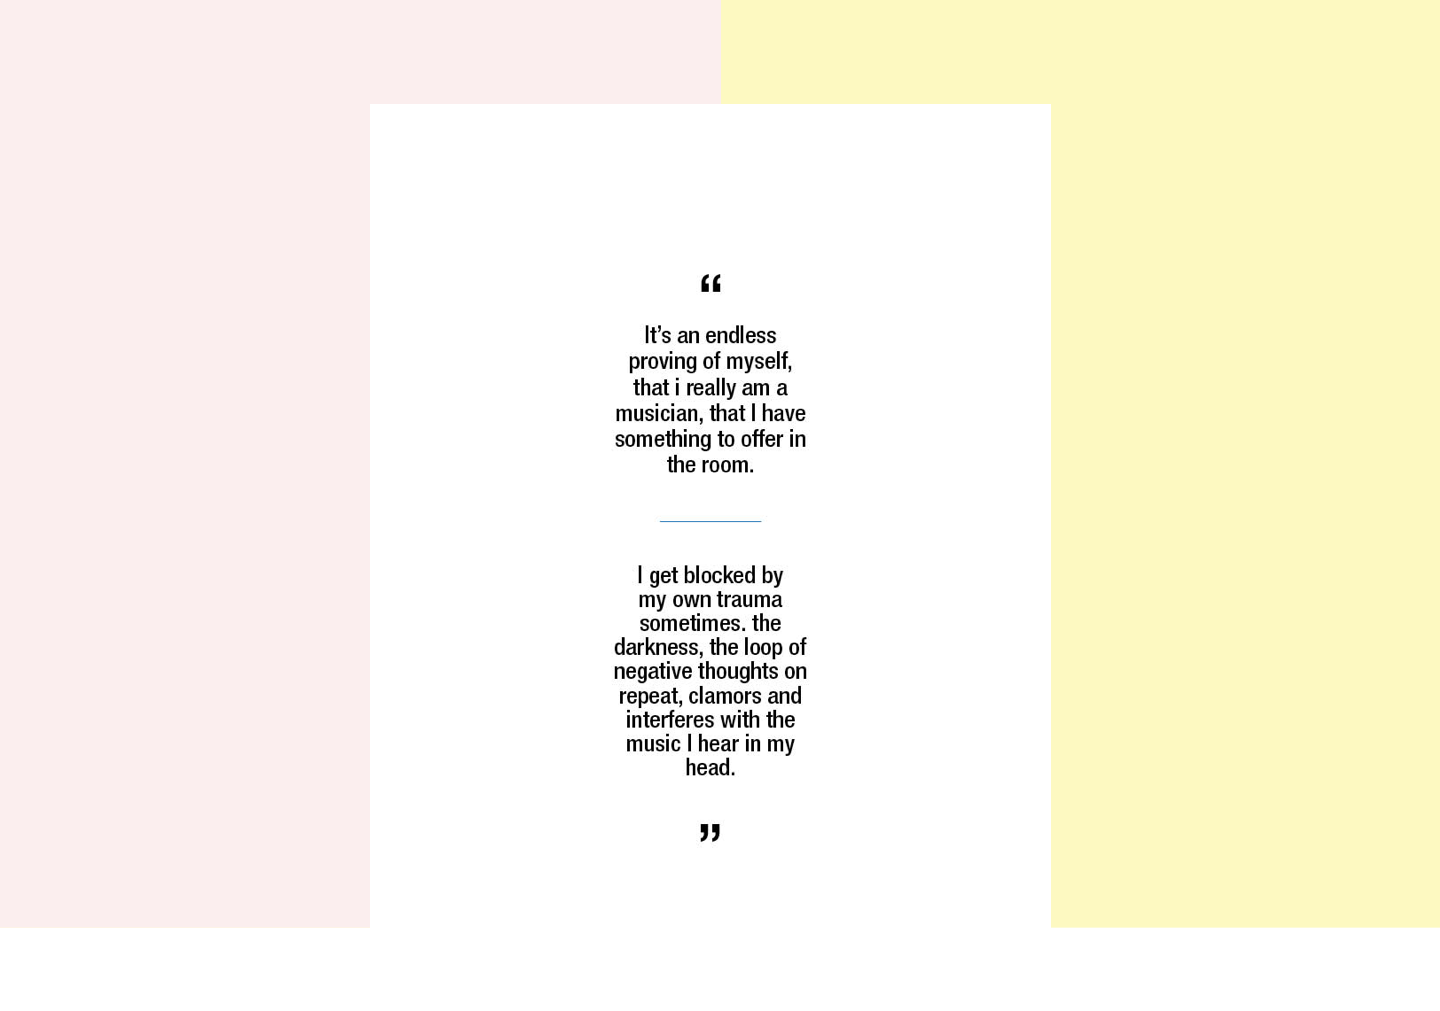 “
It’s an endless
proving of myself,
that i really am a
musician, that I have
something to offer in
the room.
I get blocked by
my own trauma
sometimes. the
darkness, the loop of
negative thoughts on
repeat, clamors and
interferes with the
music I hear in my
head.
”